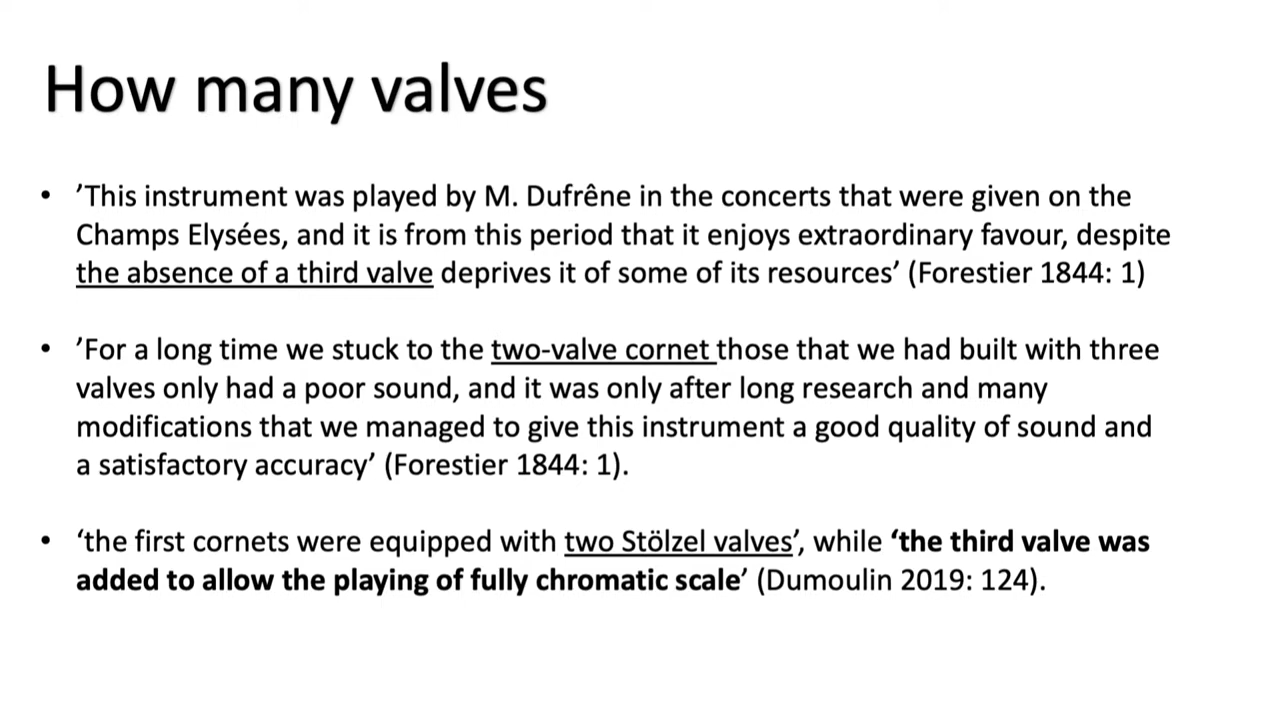 How many valves
• ’This instrument was played by M. Dufrêne in the concerts that were given on the
Champs Elysées, and it is from this period that it enjoys extraordinary favour, despite
the absence of a third valve deprives it of some of its resources’ (Forestier 1844: 1)
• ’For a long time we stuck to the two-valve cornet those that we had built with three
valves only had a poor sound, and it was only after long research and many
modifications that we managed to give this instrument a good quality of sound and
a satisfactory accuracy’ (Forestier 1844: 1).
• ‘the first cornets were equipped with two Stölzel valves’, while ‘the third valve was
added to allow the playing of fully chromatic scale’ (Dumoulin 2019: 124).